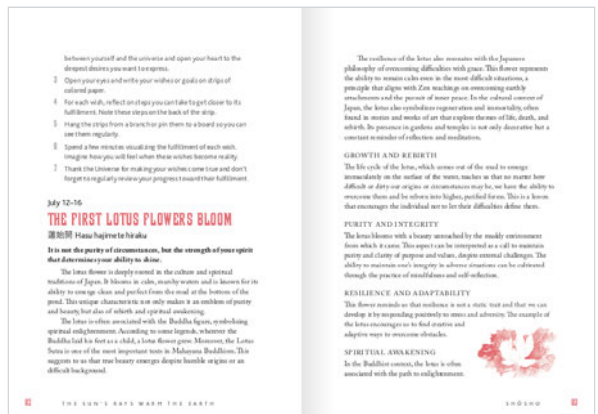 between yourself and the universe and open your heart to the
deepest desires you want to express.
3 Open your eyes and write your wishes or goals on strips of
colored paper.
4 For each wish, reflect on steps you can take to get closer to its
fulfillment. Note these steps on the back of the strip.
5 Hang the strips from a branch or pin them to a board so you can
see them regularly.
6 Spend a few minutes visualizing the fulfillment of each wish.
Imagine how you will feel when these wishes become reality.
7 Thank the Universe for making your wishes come true and don't
forget to regularly review your progress toward their fulfillment.
July 12–16
THE FIRST LOTUS FLOWERS BLOOM
蓮始開 Hasu hajimete hiraku
It is not the purity of circumstances, but the strength of your spirit
that determines your ability to shine.
The lotus flower is deeply rooted in the culture and spiritual
traditions of Japan. It blooms in calm, marshy waters and is known for its
ability to emerge clean and perfect from the mud at the bottom of the
pond. This unique characteristic not only makes it an emblem of purity
and beauty, but also of rebirth and spiritual awakening.
The lotus is often associated with the Buddha figure, symbolizing
spiritual enlightenment. According to some legends, wherever the
Buddha laid his feet as a child, a lotus flower grew. Moreover, the Lotus
Sutra is one of the most important texts in Mahayana Buddhism. This
suggests to us that true beauty emerges despite humble origins or an
difficult background.
THE SUN'S RAYS WARM THE EARTH
The resilience of the lotus also resonates with the Japanese
philosophy of overcoming difficulties with grace. This flower represents
the ability to remain calm even in the most difficult situations, a
principle that aligns with Zen teachings on overcoming earthly
attachments and the pursuit of inner peace. In the cultural context of
Japan, the lotus also symbolizes regeneration and immortality, often
found in stories and works of art that explore themes of life, death, and
rebirth. Its presence in gardens and temples is not only decorative but a
constant reminder of reflection and meditation.
GROWTH AND REBIRTH
The life cycle of the lotus, which comes out of the mud to emerge
immaculately on the surface of the water, teaches us that no matter how
difficult or dirty our origins or circumstances may be, we have the ability to
overcome them and be reborn into higher, purified forms. This is a lesson
that encourages the individual not to let their difficulties define them.
PURITY AND INTEGRITY
The lotus blooms with a beauty untouched by the muddy environment
from which it came. This aspect can be interpreted as a call to maintain
purity and clarity of purpose and values, despite external challenges. The
ability to maintain one's integrity in adverse situations can be cultivated
through the practice of mindfulness and self-reflection.
RESILIENCE AND ADAPTABILITY
This flower reminds us that resilience is not a static trait and that we can
develop it by responding positively to stress and adversity. The example of
the lotus encourages us to find creative and
adaptive ways to overcome obstacles.
SPIRITUAL AWAKENING
In the Buddhist context, the lotus is often
associated with the path to enlightenment.
SHŌSHO